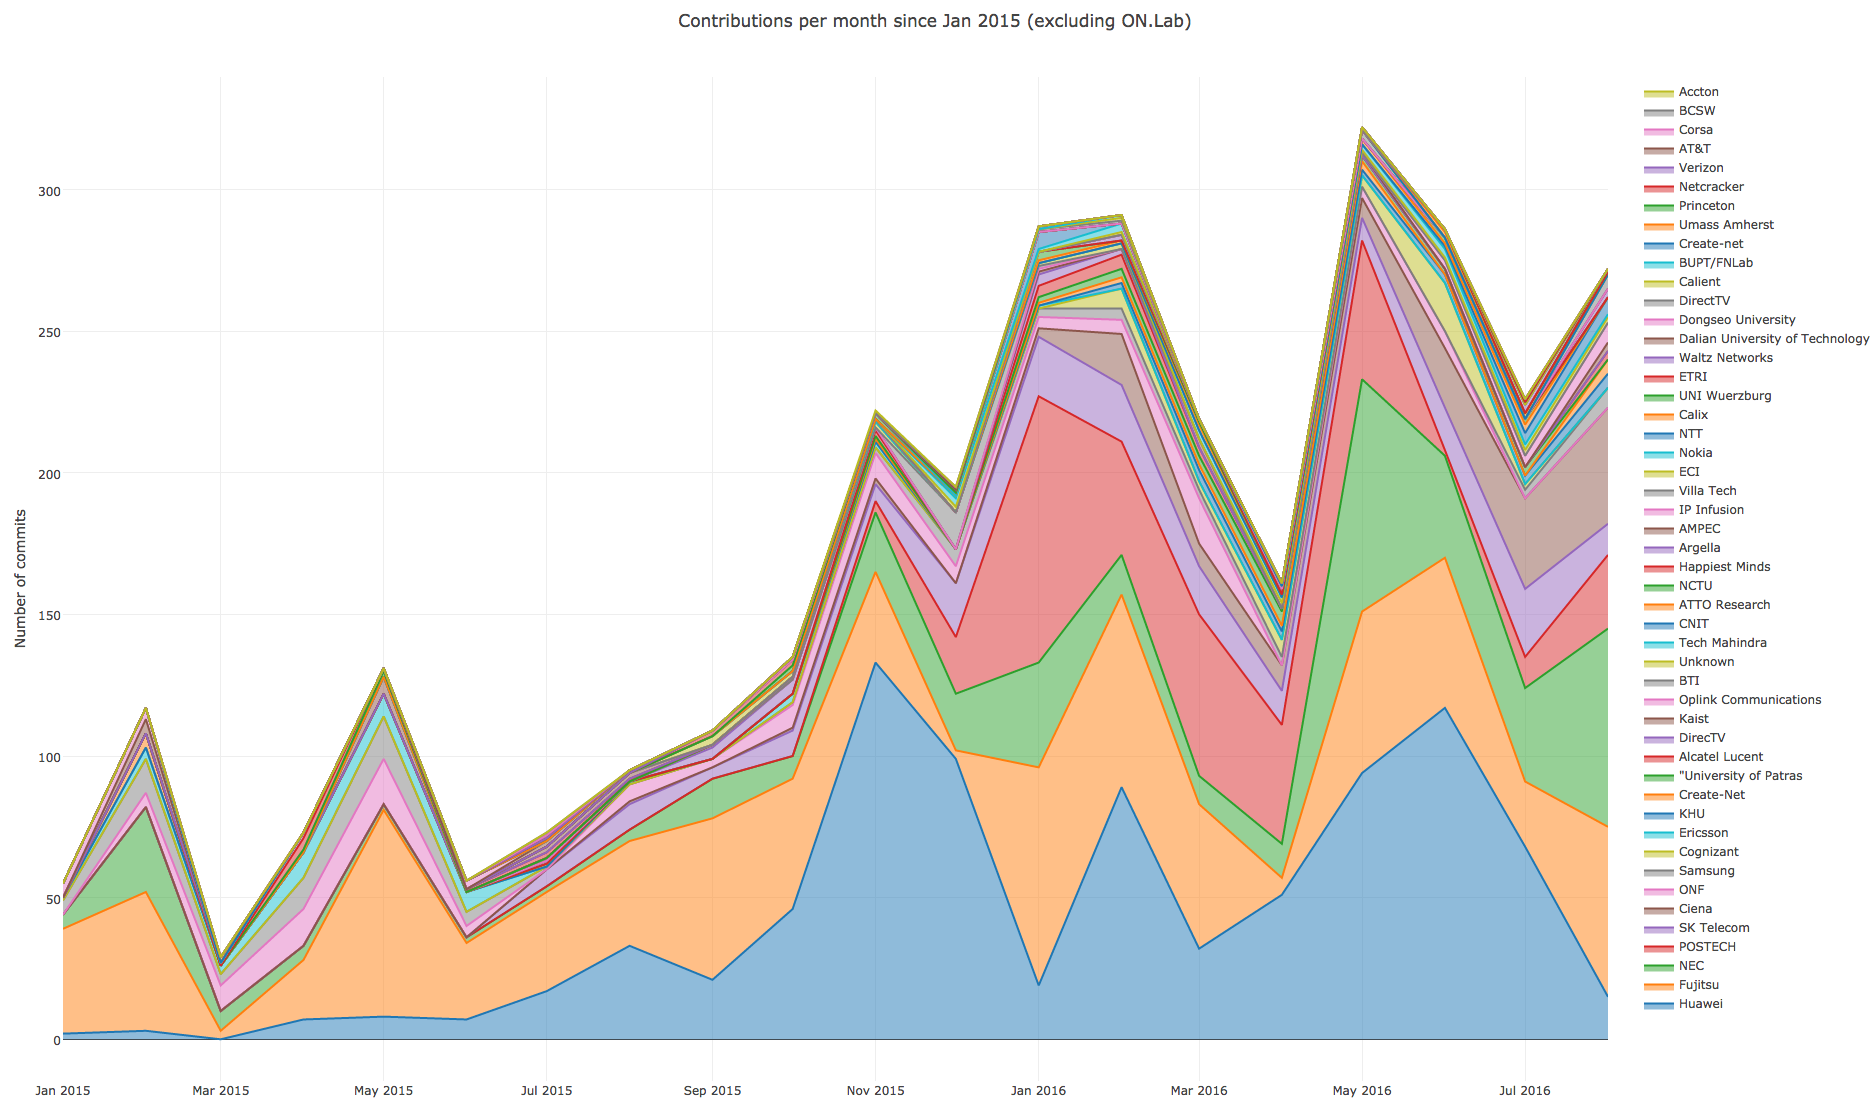 Contributions per month since Jan 2015 (excluding ON.Lab)
Number of commits
300
250
200
150
100
50
0
Jan 2015
Mar 2015
May 2015
Jul 2015
Sep 2015
Nov 2015
Jan 2016
Mar 2016
May 2016
Jul 2016
Accton
BCSW
Corsa
AT&T
Verizon
Netcracker
Princeton
Umass Amherst
Create-net
BUPT/FNLab
Calient
DirectTV
Dongseo University
Dalian University of Technology
Waltz Networks
ETRI
UNI Wuerzburg
Calix
NTT
Nokia
ECI
Villa Tech
IP Infusion
AMPEC
Argella
Happiest Minds
NCTU
ATTO Research
CNIT
Tech Mahindra
Unknown
BTI
Oplink Communications
Kaist
DirecTV
Alcatel Lucent
"University of Patras
Create-Net
KHU
Ericsson
Cognizant
Samsung
ONF
Ciena
SK Telecom
POSTECH
NEC
Fujitsu
Huawei